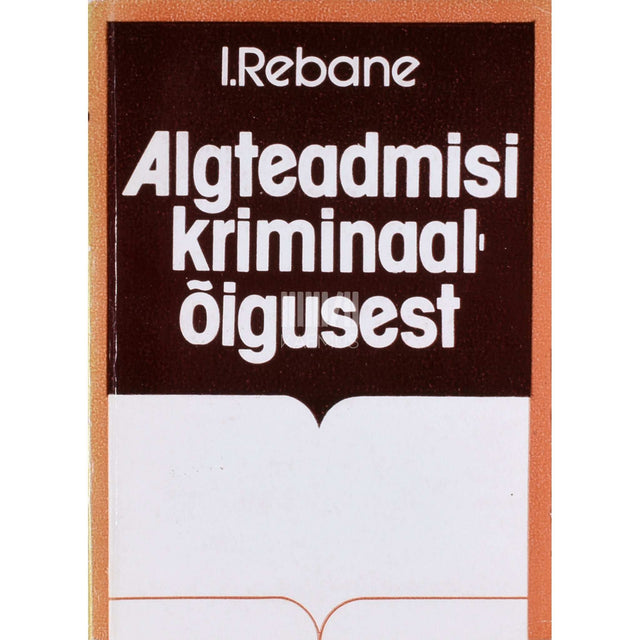 I.Rebane
Algteadmisi
kriminaal-
õigusest